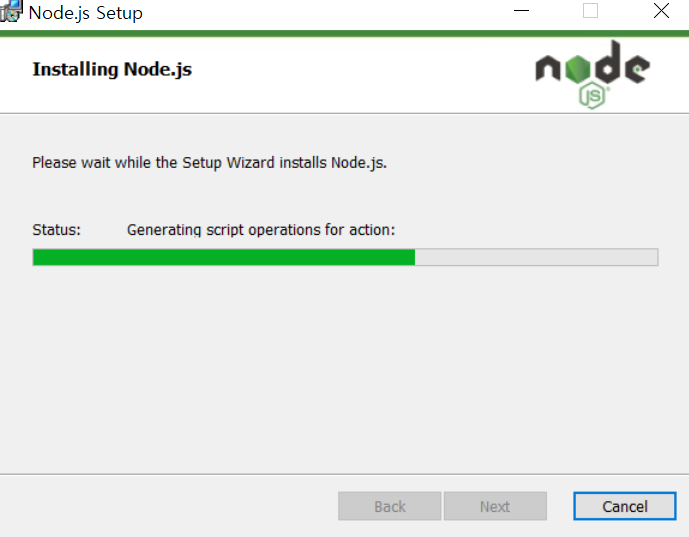 Node.js Setup
Installing Node.js
node
JS
Please wait while the Setup Wizard installs Node.js.
Status: Generating script operations for action:
Back Next Cancel